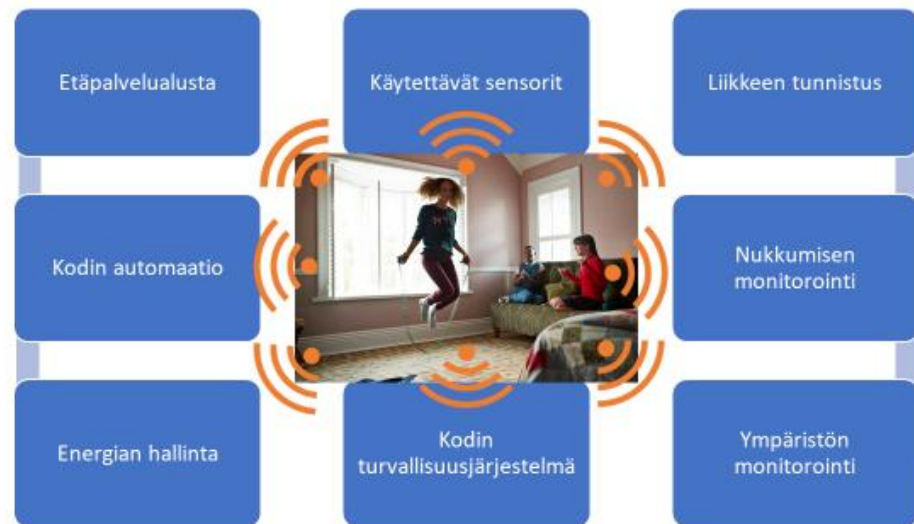 Etäpalvelualusta
Käytettävät sensorit
Liikkeen tunnistus
Kodin automaatio
Nukkumisen
monitorointi
Energian hallinta
Kodin
turvallisuusjärjestelmä
Ympäristön
monitorointi